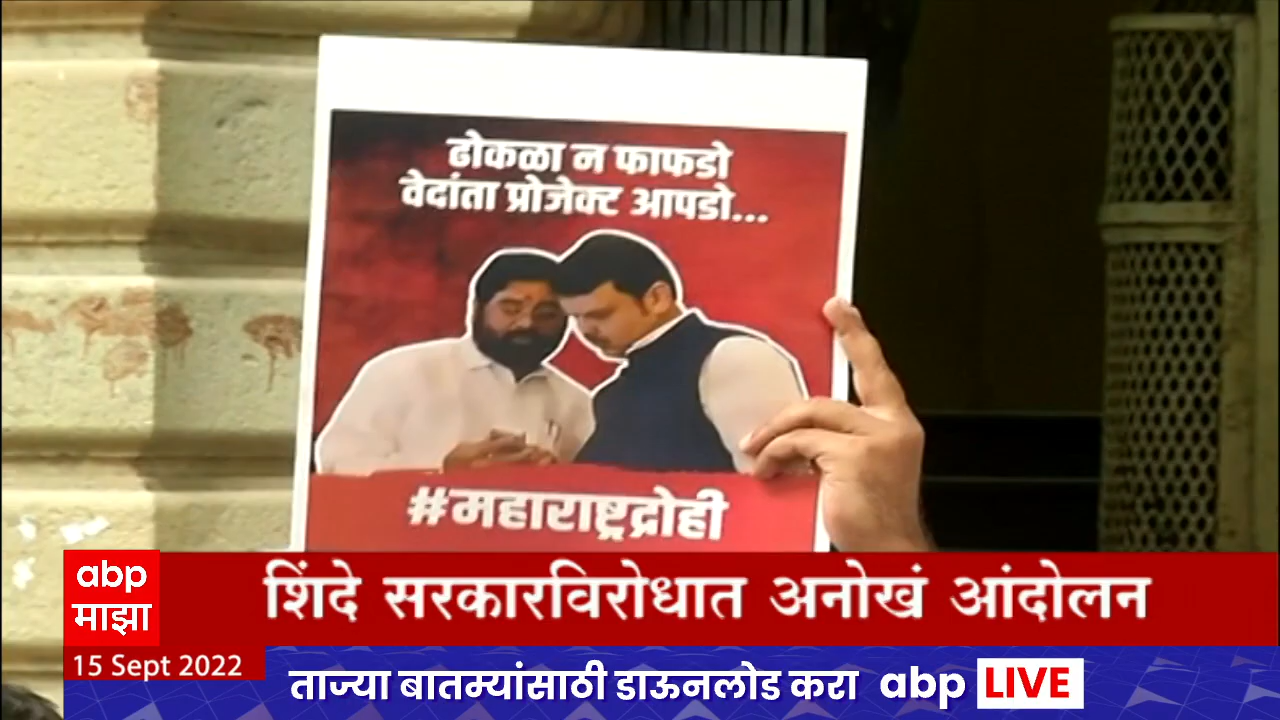 ढोकळा न फाफडो
वेदांता प्रोजेक्ट आपडो...
#महाराष्ट्रद्रोही
abp
माझा
शिंदे सरकारविरोधात अनोखं आंदोलन
15 Sept 2022
ताज्या बातम्यांसाठी डाऊनलोड करा abp LIVE